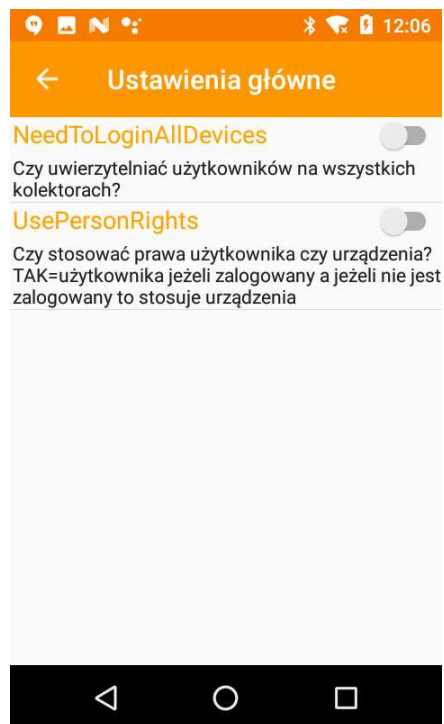 12:06
Ustawienia główne
NeedToLoginAllDevices
Czy uwierzytelniać użytkowników na wszystkich
kolektorach?
UsePersonRights
Czy stosować prawa użytkownika czy urządzenia?
TAK=użytkownika jeżeli zalogowany a jeżeli nie jest
zalogowany to stosuje urządzenia